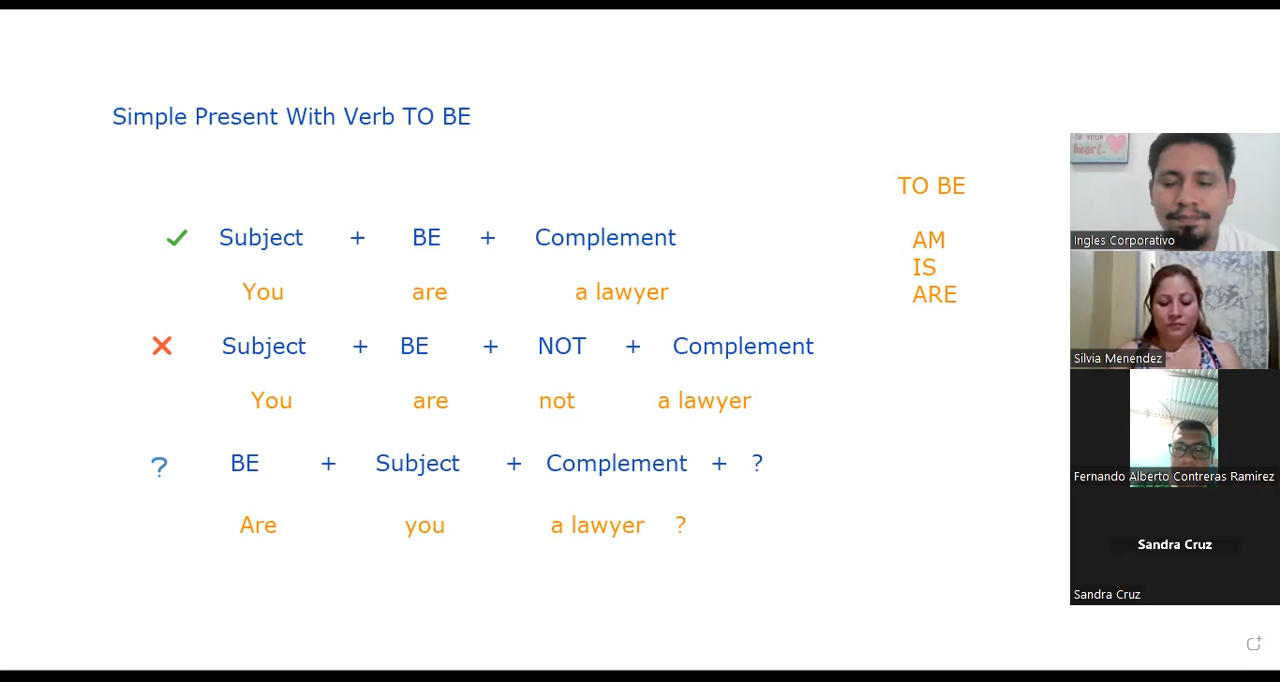 Simple Present With Verb TO BE
TO BE
AM
IS
ARE
Subject + BE + Complement
You are a lawyer
Subject + BE + NOT + Complement
You are not a lawyer
? BE + Subject + Complement + ?
Are you a lawyer ?
heart.
Ingles Corporativo
Silvia Menendez
Fernando Alberto Contreras Ramirez
Sandra Cruz
Sandra Cruz